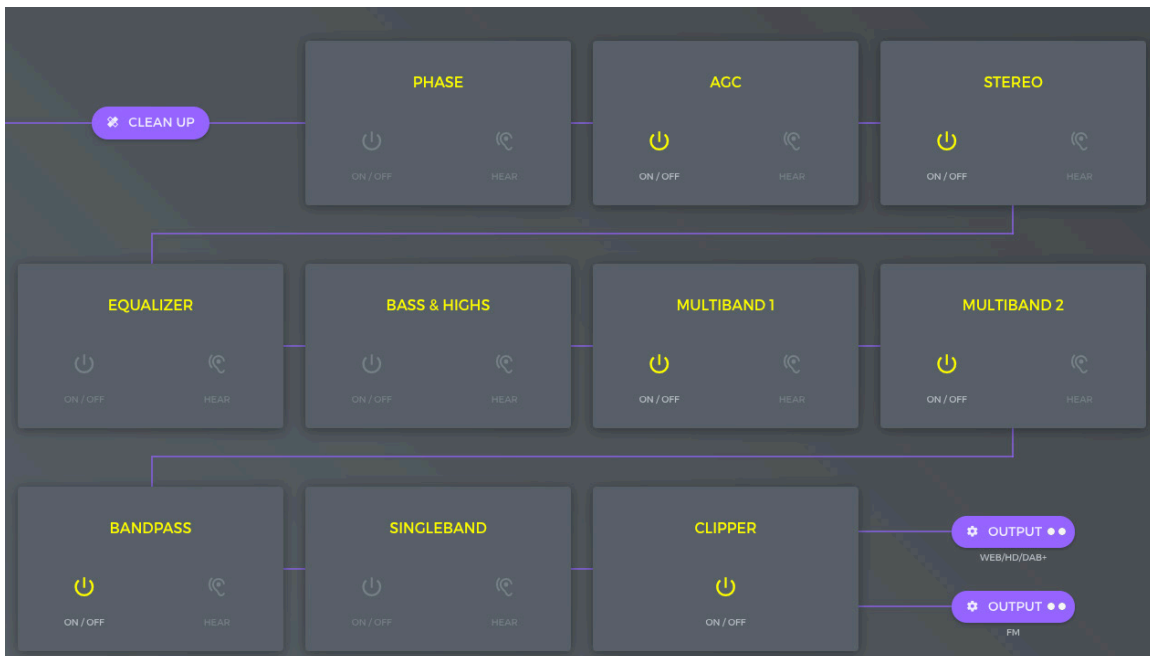 CLEAN UP
PHASE
ON / OFF
HEAR
AGC
ON / OFF
HEAR
STEREO
ON / OFF
HEAR
EQUALIZER
ON / OFF
HEAR
BASS & HIGHS
ON / OFF
HEAR
MULTIBAND 1
ON / OFF
HEAR
MULTIBAND 2
ON / OFF
HEAR
BANDPASS
ON / OFF
HEAR
SINGLEBAND
ON / OFF
HEAR
CLIPPER
ON / OFF
OUTPUT
WEB/HD/DAB+
OUTPUT
FM